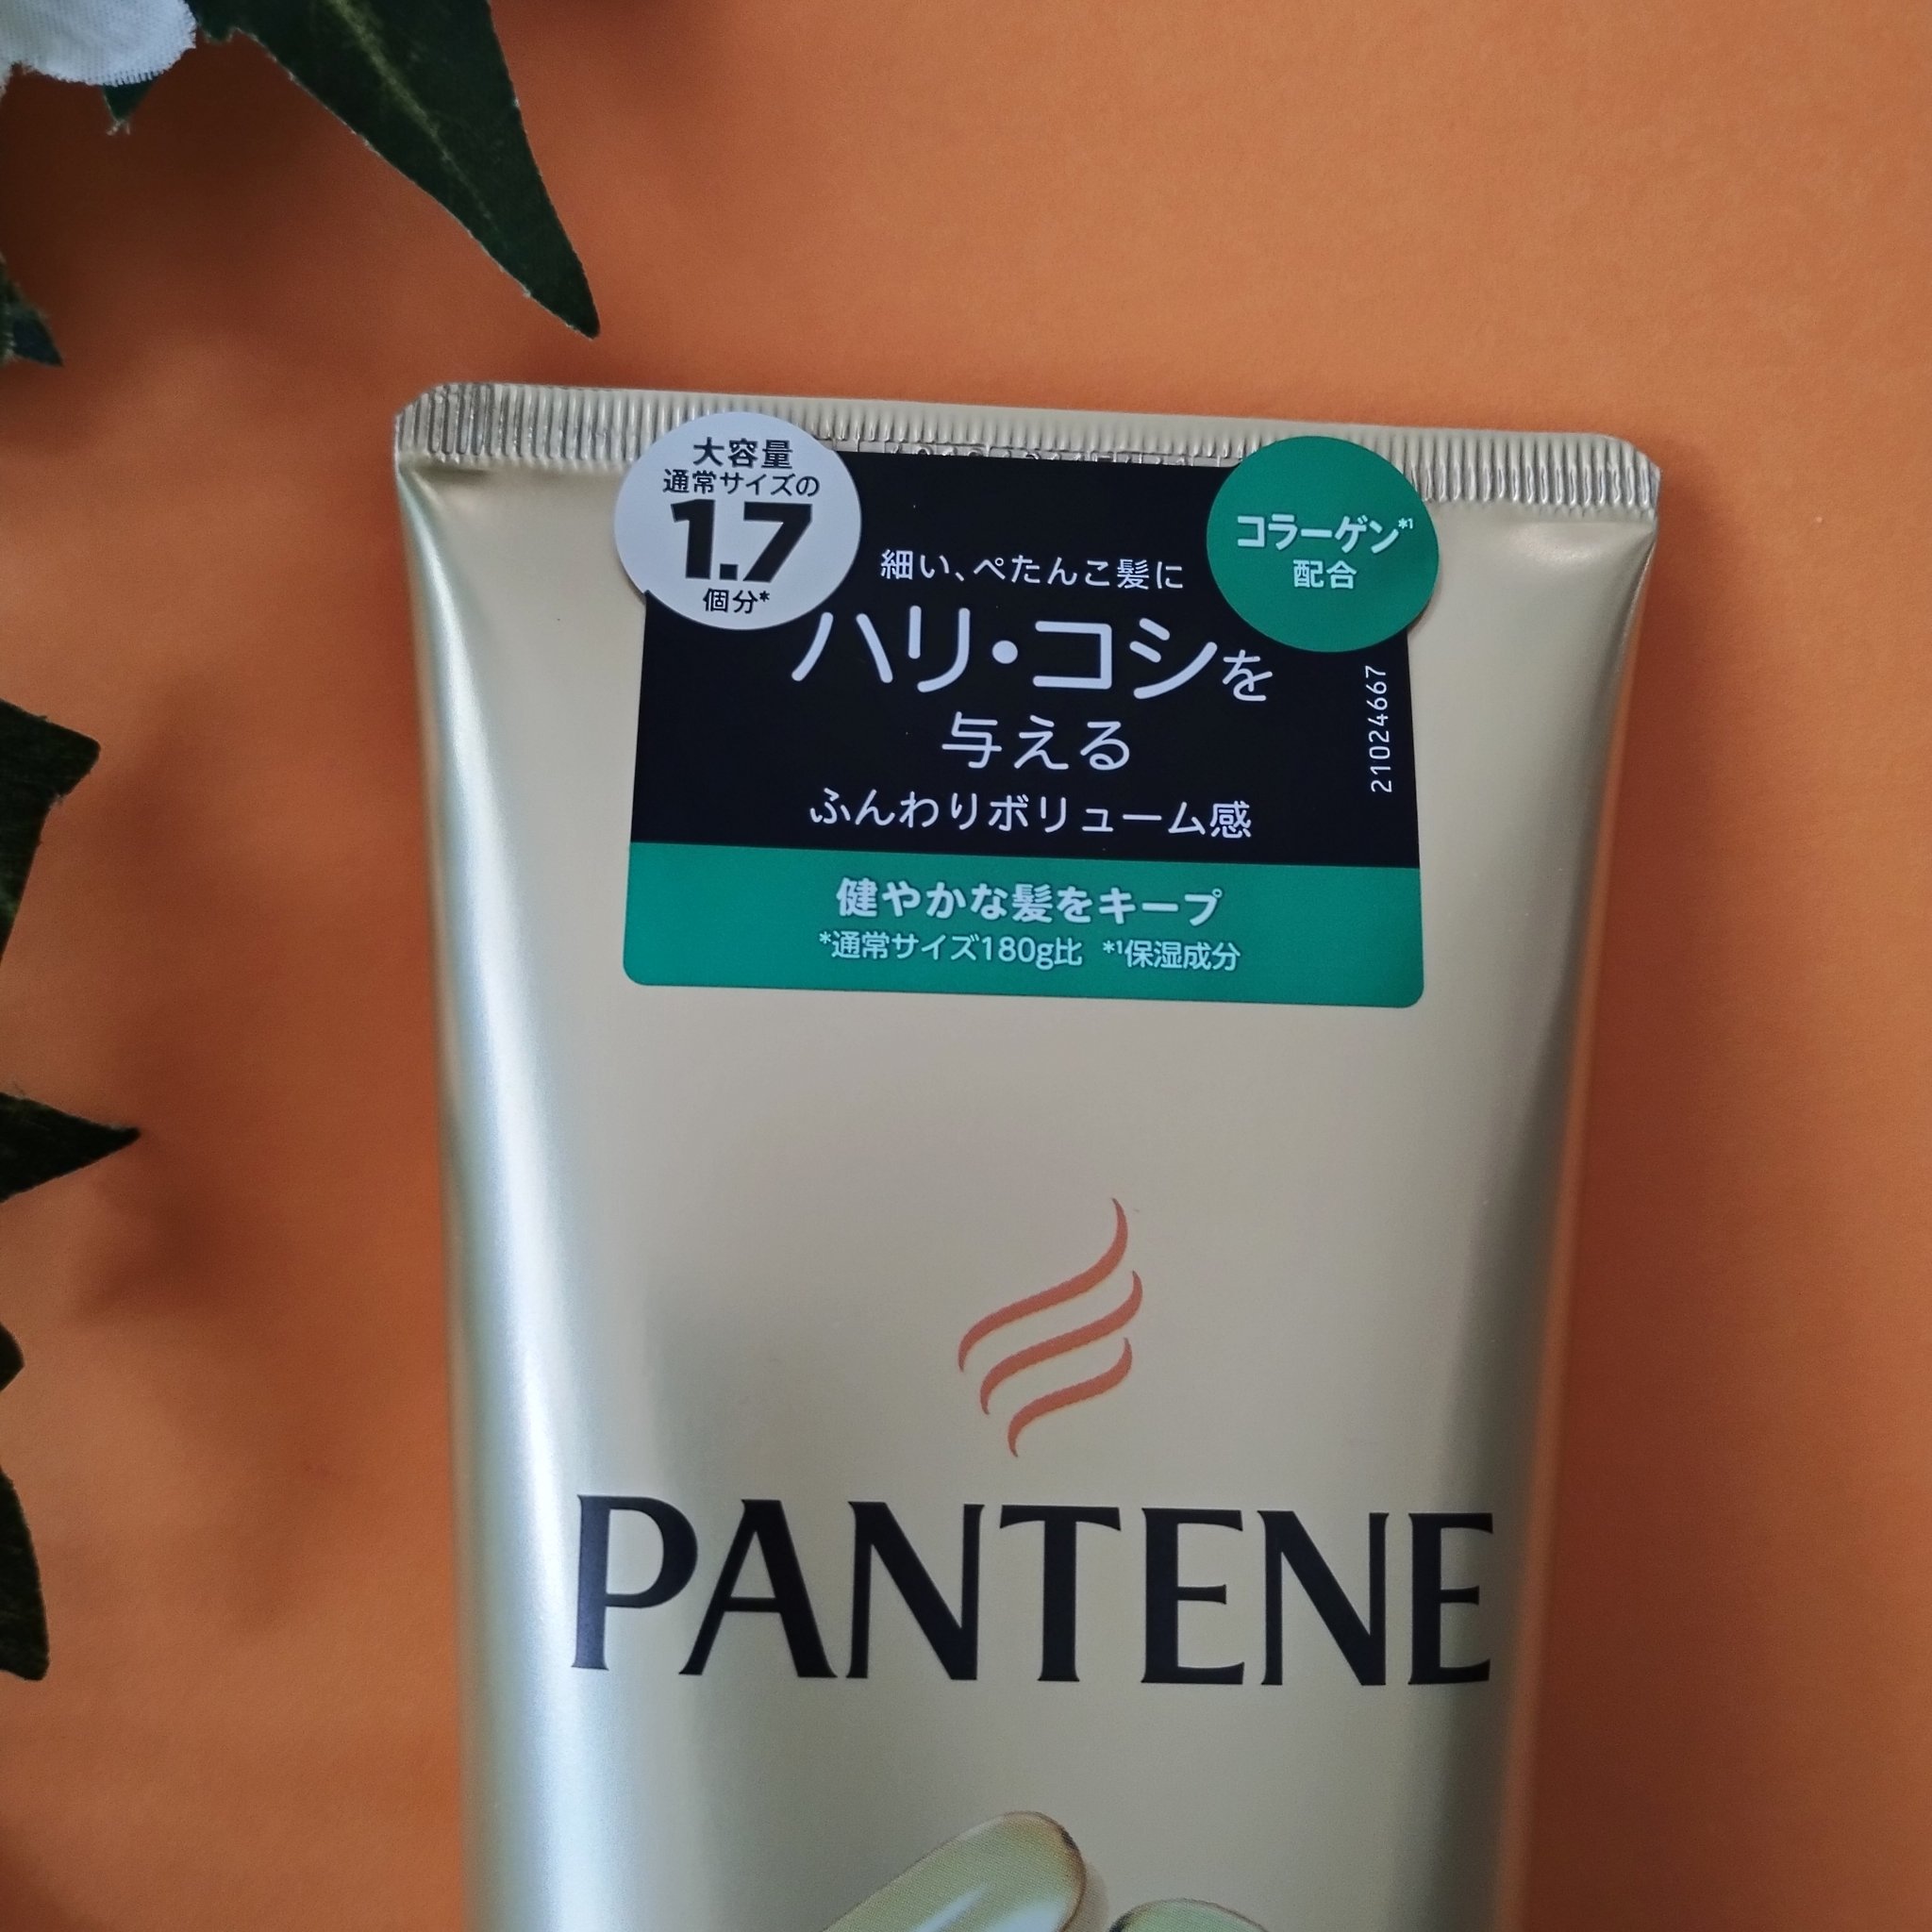 大容量
通常サイズの
1.7
個分*
コラーゲン*1
配合
細い、ぺたんこ髪に
ハリ・コシを
与える
ふんわりボリューム感
21024667
健やかな髪をキープ
*通常サイズ180g比 *1保湿成分
PANTENE